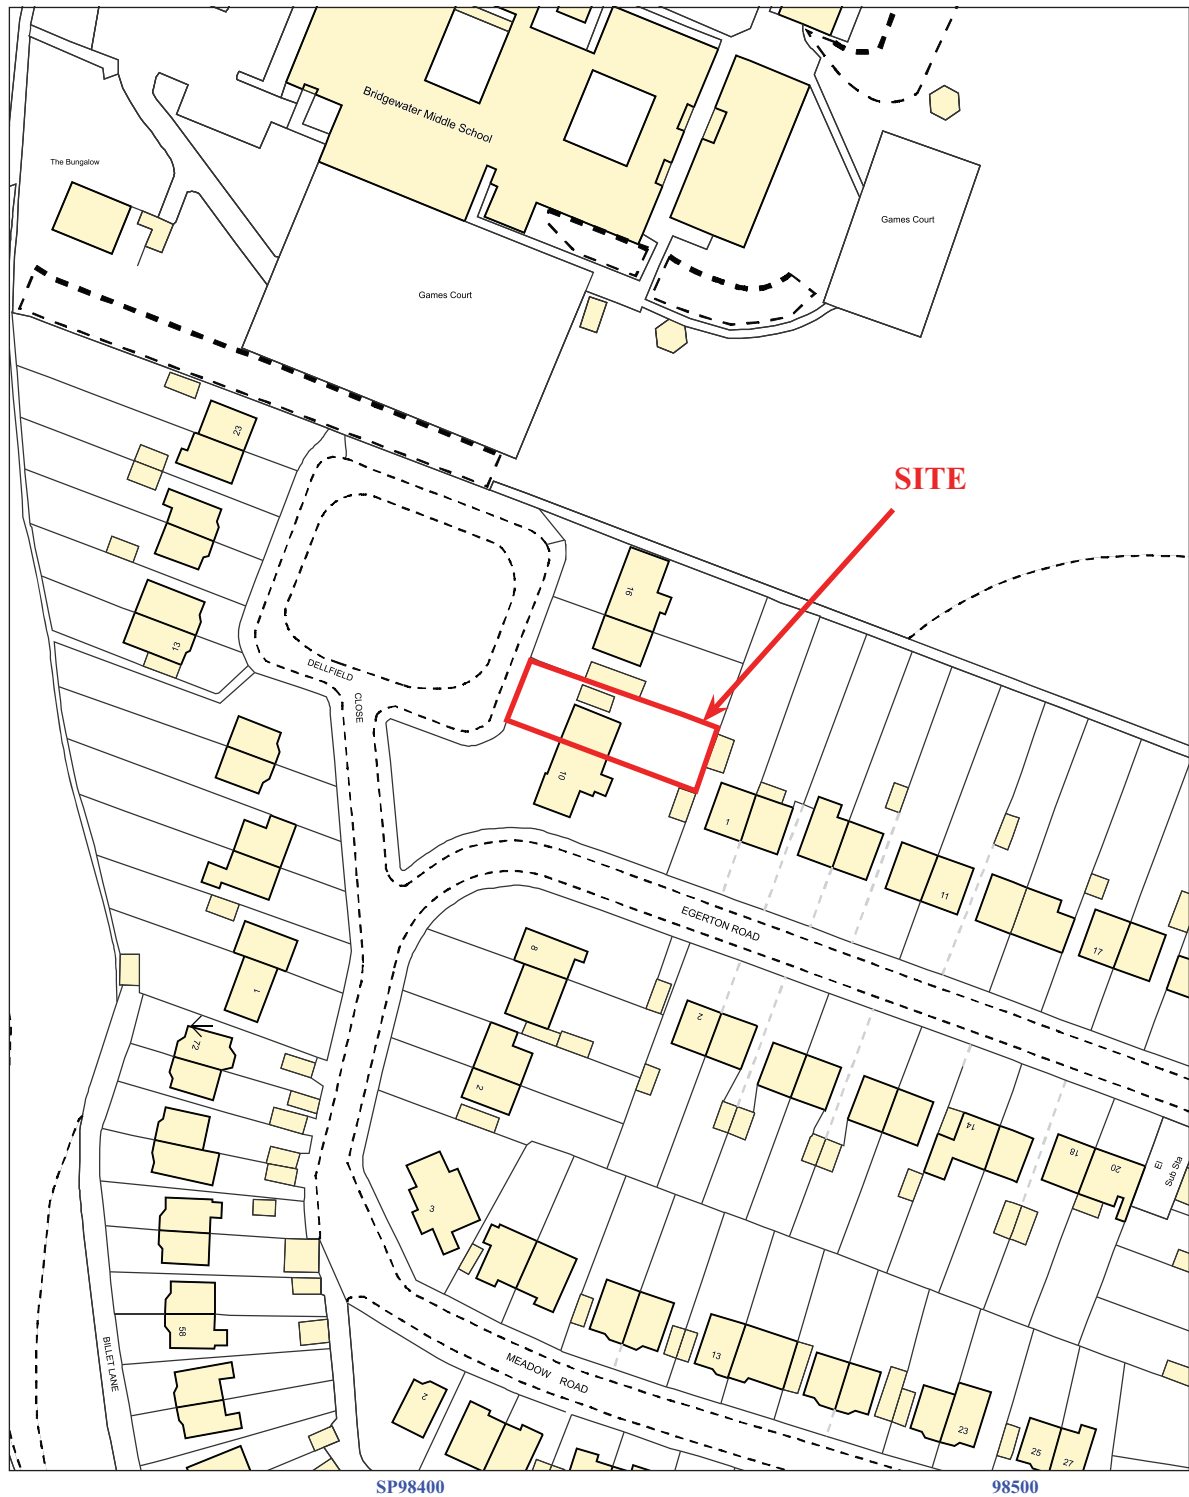 Bridgewater Middle School
The Bungalow
Games Court
Games Court
23
SITE
16
13
DELLFIELD
CLOSE
10
1
11
EGERTON ROAD
8
17
1
2
72
2
14
18
20
El
Sub Sta
3
58
13
BILLET LANE
MEADOW ROAD
2
23
25
27
SP98400
98500